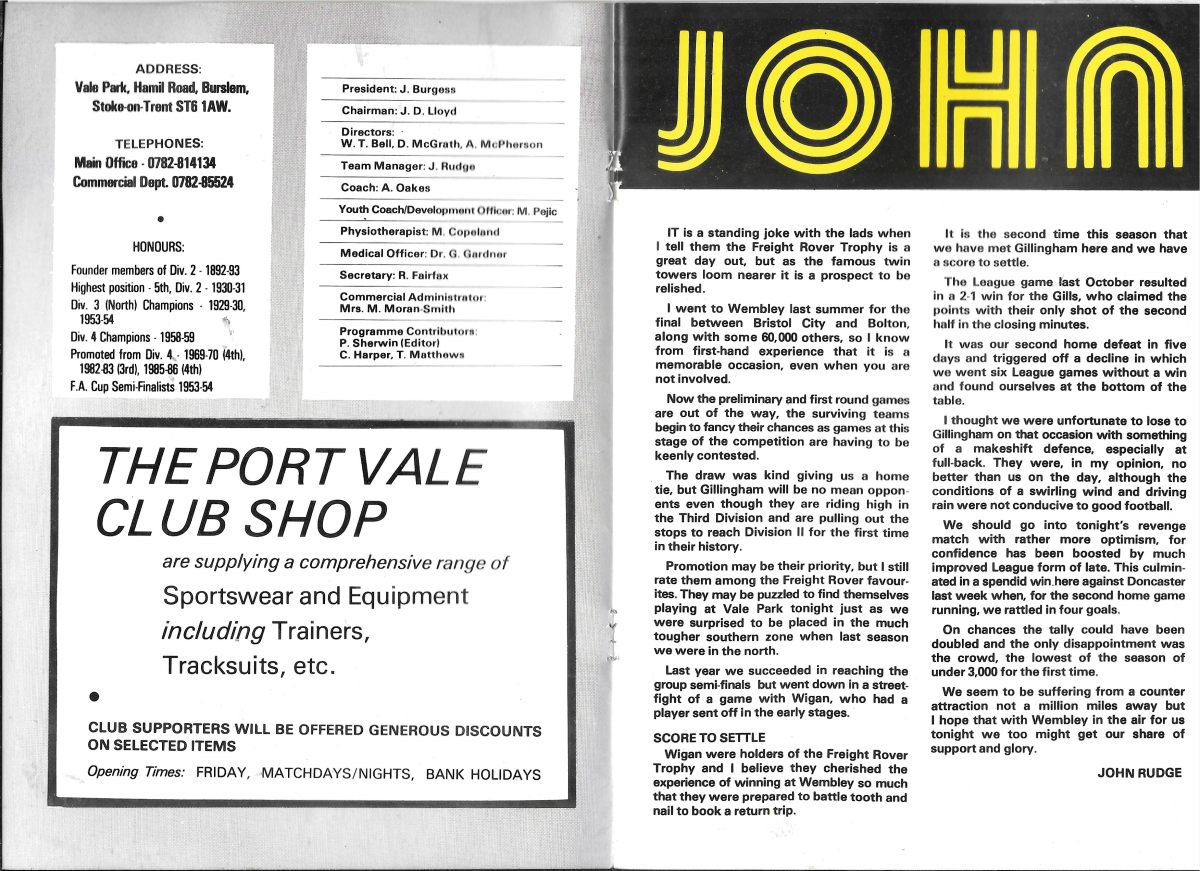 ADDRESS:
Vale Park, Hamil Road, Burslem,
Stoke-on-Trent ST6 1AW.
TELEPHONES:
Main Office - 0782-814134
Commercial Dept. 0782-85524
•
HONOURS:
Founder members of Div. 2 - 1892-93
Highest position - 5th, Div. 2 - 1930-31
Div. 3 (North) Champions - 1929-30,
1953-54
Div. 4 Champions - 1958-59
Promoted from Div. 4 - 1969-70 (4th),
1982-83 (3rd), 1985-86 (4th)
F.A. Cup Semi-Finalists 1953-54
President: J. Burgess
Chairman: J. D. Lloyd
Directors:
W. T. Bell, D. McGrath, A. McPherson
Team Manager: J. Rudge
Coach: A. Oakes
Youth Coach/Development Officer: M. Pejic
Physiotherapist: M. Copeland
Medical Officer: Dr. G. Gardner
Secretary: R. Fairfax
Commercial Administrator:
Mrs. M. Moran-Smith
Programme Contributors:
P. Sherwin (Editor)
C. Harper, T. Matthews
THE PORT VALE
CLUB SHOP
are supplying a comprehensive range of
Sportswear and Equipment
including Trainers,
Tracksuits, etc.
•
CLUB SUPPORTERS WILL BE OFFERED GENEROUS DISCOUNTS
ON SELECTED ITEMS
Opening Times: FRIDAY, MATCHDAYS/NIGHTS, BANK HOLIDAYS
JOHN
IT is a standing joke with the lads when
I tell them the Freight Rover Trophy is a
great day out, but as the famous twin
towers loom nearer it is a prospect to be
relished.
I went to Wembley last summer for the
final between Bristol City and Bolton,
along with some 60,000 others, so I know
from first-hand experience that it is a
memorable occasion, even when you are
not involved.
Now the preliminary and first round games
are out of the way, the surviving teams
begin to fancy their chances as games at this
stage of the competition are having to be
keenly contested.
The draw was kind giving us a home
tie, but Gillingham will be no mean oppon-
ents even though they are riding high in
the Third Division and are pulling out the
stops to reach Division II for the first time
in their history.
Promotion may be their priority, but I still
rate them among the Freight Rover favour-
ites. They may be puzzled to find themselves
playing at Vale Park tonight just as we
were surprised to be placed in the much
tougher southern zone when last season
we were in the north.
Last year we succeeded in reaching the
group semi-finals but went down in a street-
fight of a game with Wigan, who had a
player sent off in the early stages.
SCORE TO SETTLE
Wigan were holders of the Freight Rover
Trophy and I believe they cherished the
experience of winning at Wembley so much
that they were prepared to battle tooth and
nail to book a return trip.
It is the second time this season that
we have met Gillingham here and we have
a score to settle.
The League game last October resulted
in a 2-1 win for the Gills, who claimed the
points with their only shot of the second
half in the closing minutes.
It was our second home defeat in five
days and triggered off a decline in which
we went six League games without a win
and found ourselves at the bottom of the
table.
I thought we were unfortunate to lose to
Gillingham on that occasion with something
of a makeshift defence, especially at
full-back. They were, in my opinion, no
better than us on the day, although the
conditions of a swirling wind and driving
rain were not conducive to good football.
We should go into tonight's revenge
match with rather more optimism, for
confidence has been boosted by much
improved League form of late. This culmin-
ated in a spendid win here against Doncaster
last week when, for the second home game
running, we rattled in four goals.
On chances the tally could have been
doubled and the only disappointment was
the crowd, the lowest of the season of
under 3,000 for the first time.
We seem to be suffering from a counter
attraction not a million miles away but
I hope that with Wembley in the air for us
tonight we too might get our share of
support and glory.
JOHN RUDGE